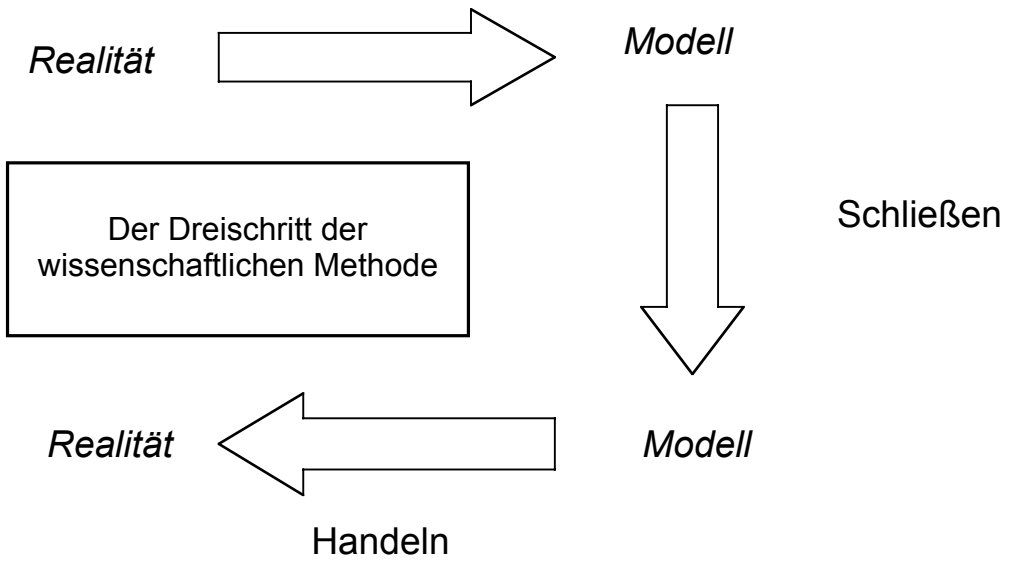 Realität
Modell
Der Dreischritt der
wissenschaftlichen Methode
Schließen
Realität
Modell
Handeln